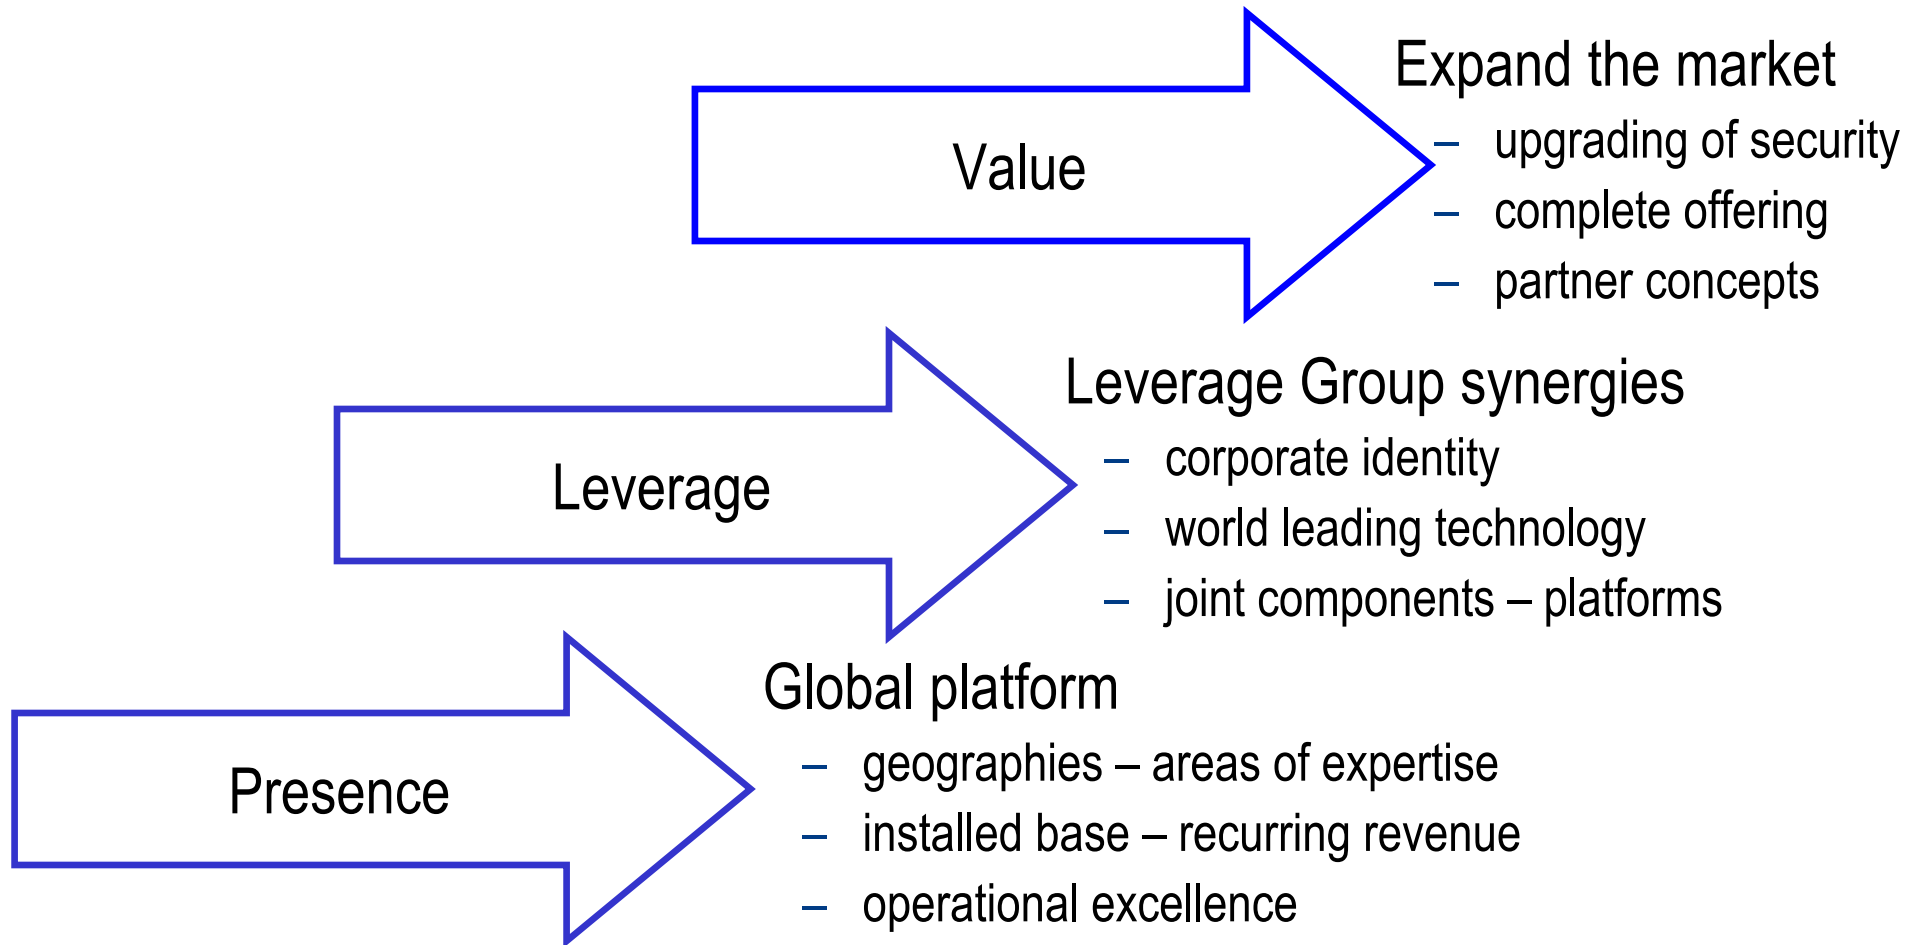 Value
Expand the market
– upgrading of security
– complete offering
– partner concepts
Leverage
Leverage Group synergies
– corporate identity
– world leading technology
– joint components – platforms
Presence
Global platform
– geographies – areas of expertise
– installed base – recurring revenue
– operational excellence